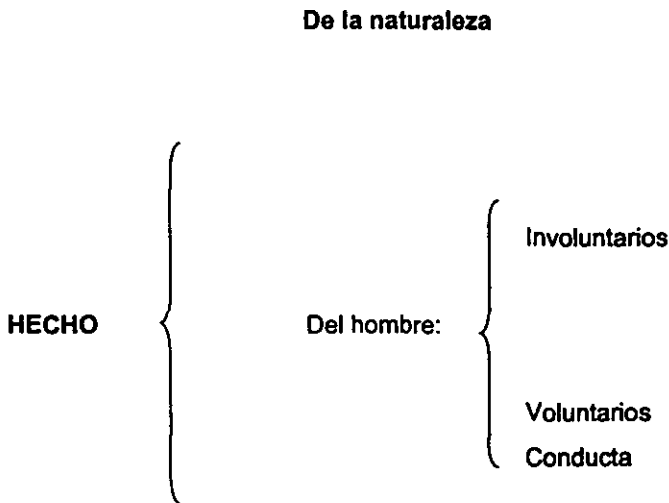 De la naturaleza
Involuntarios
HECHO
Del hombre:
Voluntarios
Conducta